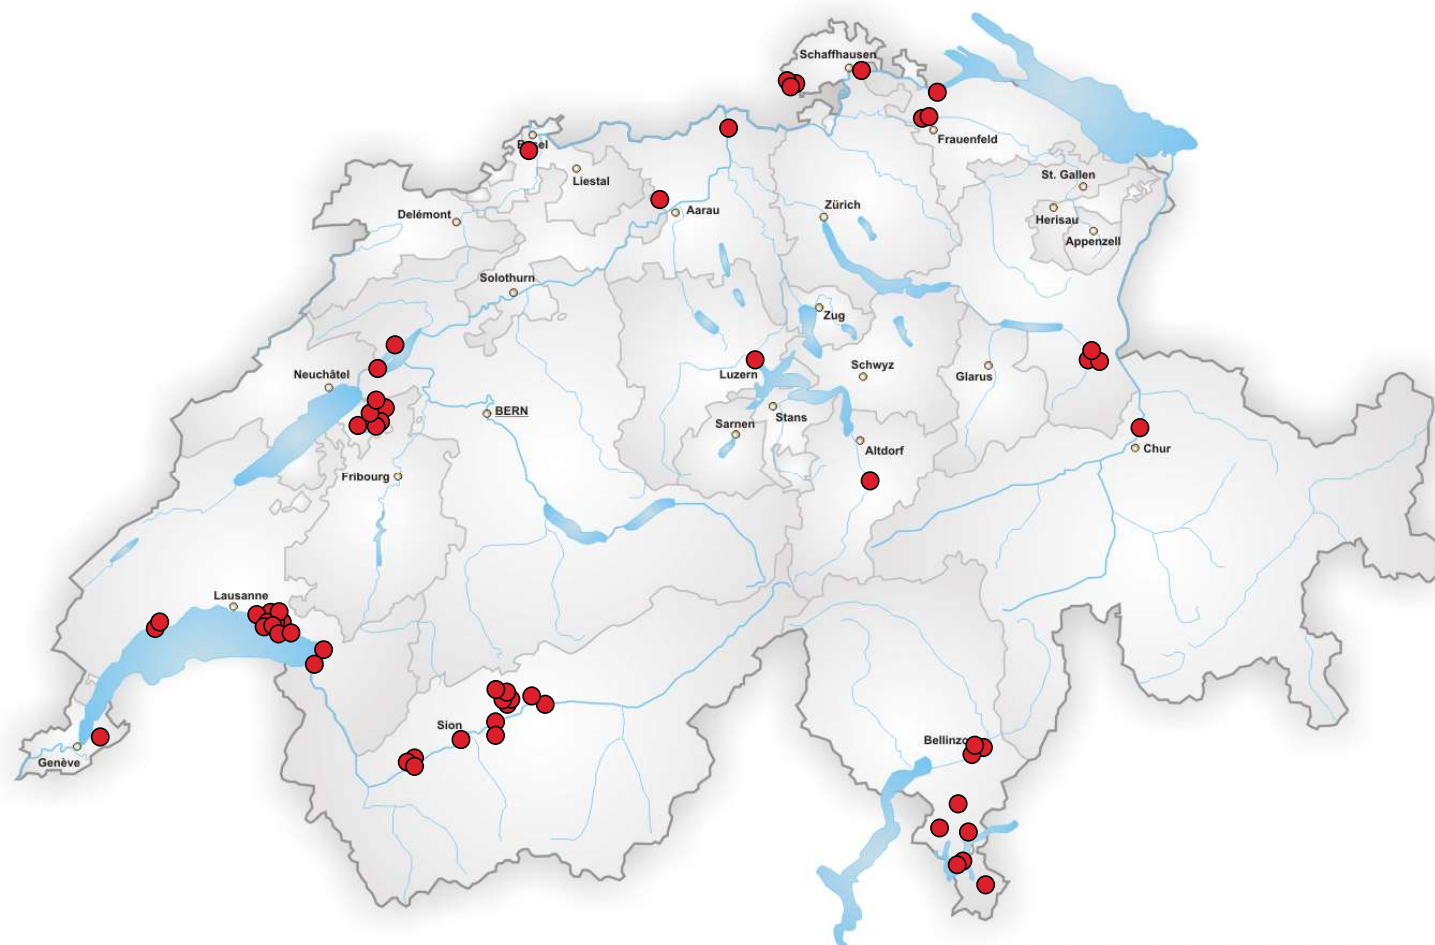 Schaffhausen
Frauenfeld
Liestal
St. Gallen
Delémont
Aarau
Zürich
Herisau
Appenzell
Solothurn
Zug
Neuchâtel
Luzern
Schwyz
Glarus
BERN
Stans
Sarnen
Altdorf
Chur
Fribourg
Lausanne
Sion
Genève